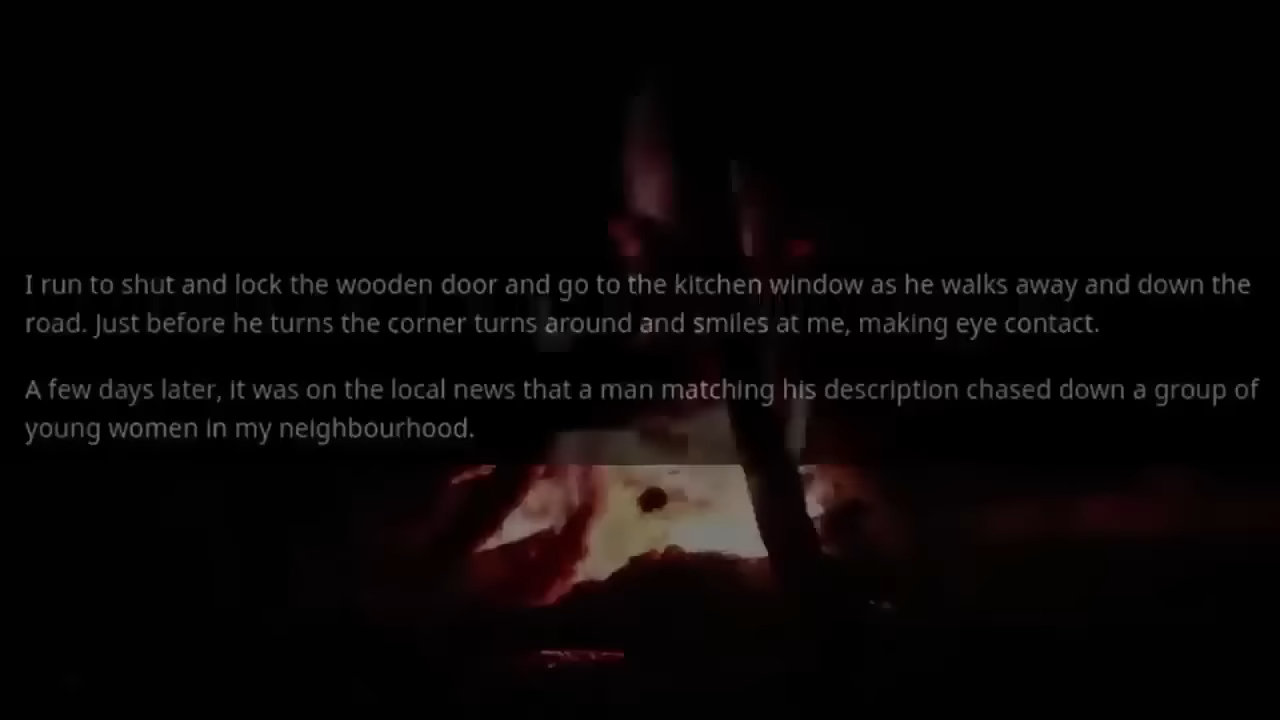 I run to shut and lock the wooden door and go to the kitchen window as he walks away and down the
road. Just before he turns the corner turns around and smiles at me, making eye contact.
A few days later, it was on the local news that a man matching his description chased down a group of
young women in my neighbourhood.